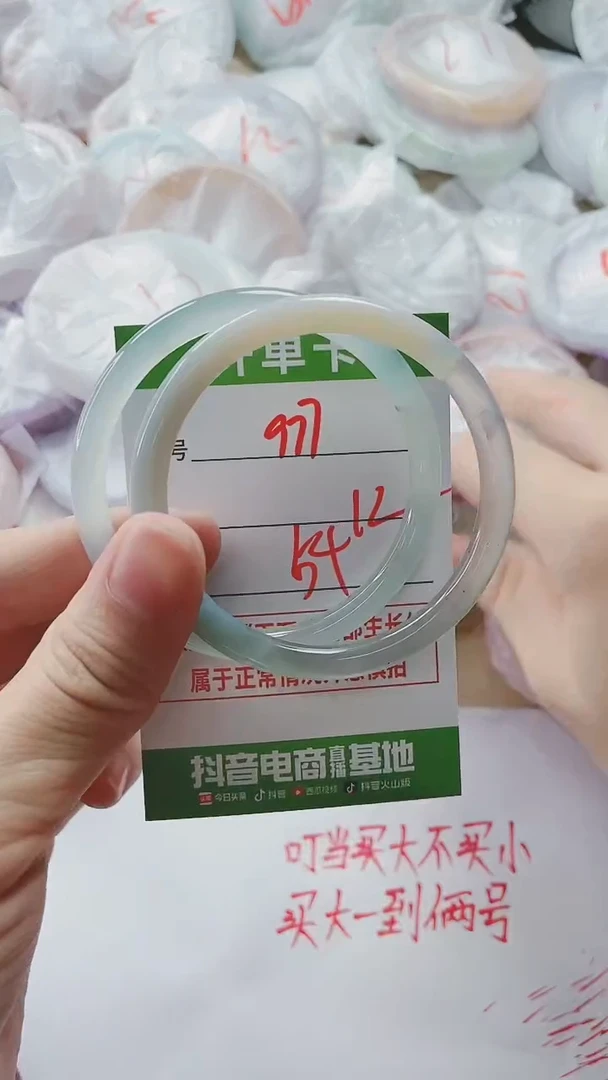 单卡
号 977
12
54
属于正常情况
抖音电商直播基地
今日头条 抖音 西瓜视频 抖音火山版
叮当买大不买小
买大一到俩号